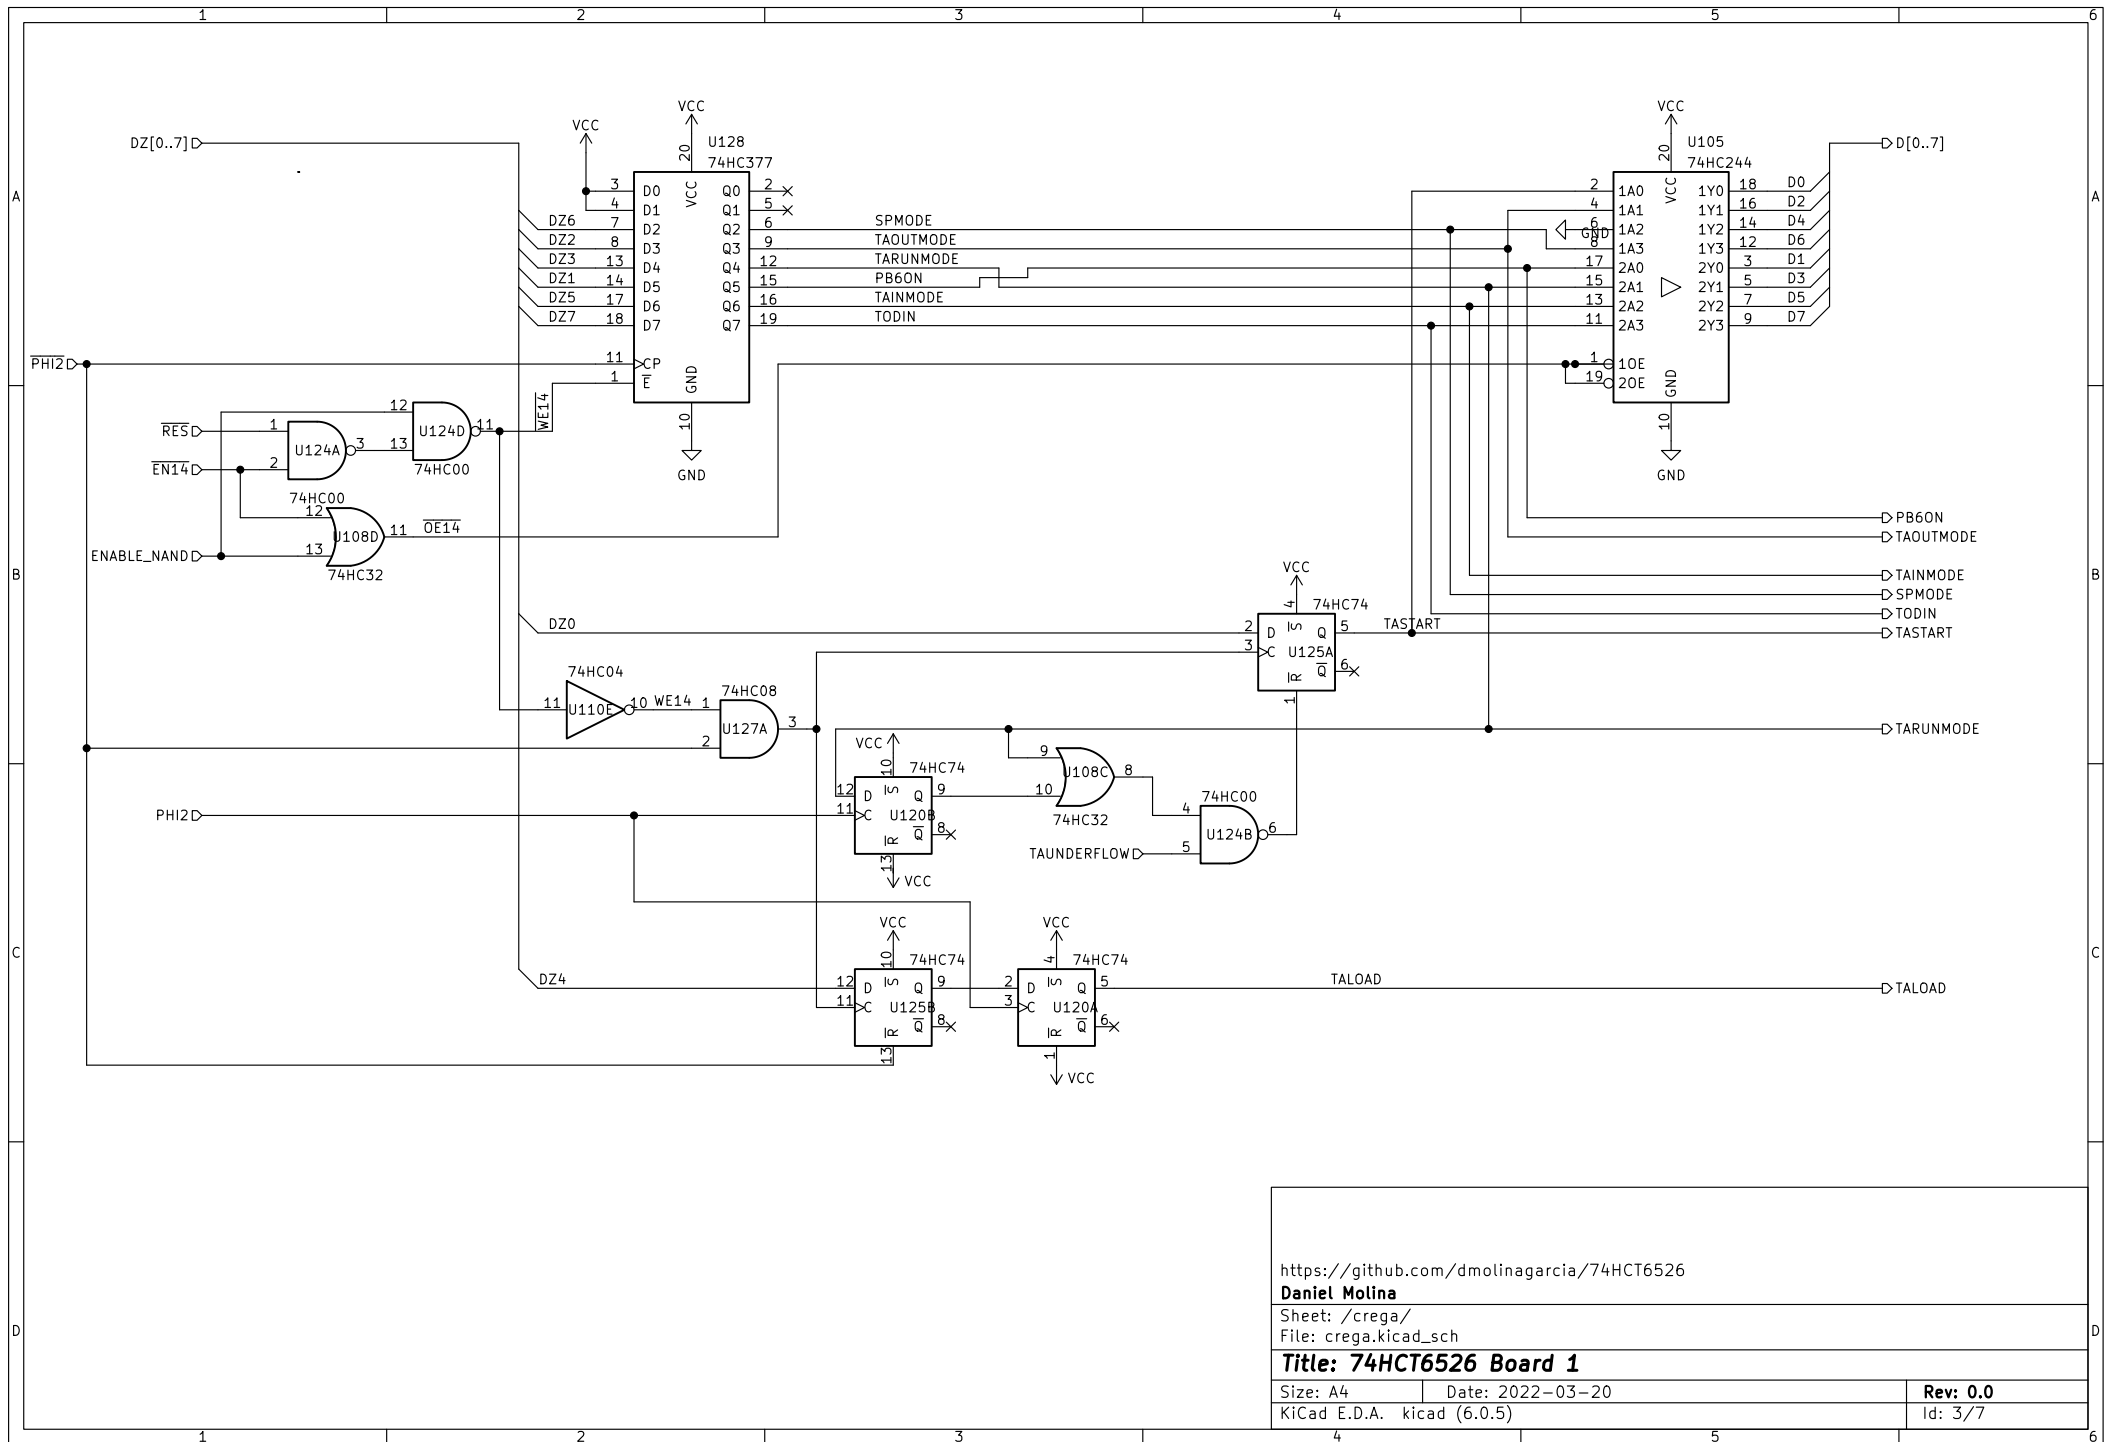 1 2 3 4 5 6
A A
B B
C C
D D
1 2 3 4 5 6
DZ[0..7]
VCC
VCC
20
U128
74HC377
VCC
3 D0 Q0 2
4 D1 Q1 5
DZ6 7 D2 Q2 6 SPMODE
DZ2 8 D3 Q3 9 TAOUTMODE
DZ3 13 D4 Q4 12 TARUNMODE
DZ1 14 D5 Q5 15 PB6ON
DZ5 17 D6 Q6 16 TAINMODE
DZ7 18 D7 Q7 19 TODIN
11 CP
1 E
GND
10
GND
WE14
VCC
20
U105
74HC244
VCC
D[0..7]
2 1A0 1Y0 18 D0
4 1A1 1Y1 16 D2
GND 6 1A2 1Y2 14 D4
8 1A3 1Y3 12 D6
17 2A0 2Y0 3 D1
15 2A1 2Y1 5 D3
13 2A2 2Y2 7 D5
11 2A3 2Y3 9 D7
1 1OE
19 2OE
GND
10
GND
PHI2
RES
EN14
ENABLE_NAND
1 2 U124A 3
74HC00
12 13 U124D 11
74HC00
12 13 U108D 11
74HC32
OE14
PB6ON
TAOUTMODE
TAINMODE
SPMODE
TODIN
TASTART
VCC
4
74HC74
DZ0 2 D S Q 5 TASTART
3 C U125A
R Q 6
1
74HC04
11 U110E 10 WE14
74HC08
1 2 U127A 3
TARUNMODE
VCC
10
74HC74
12 D S Q 9
PHI2 11 C U120B
R Q 8
13
VCC
9 10 U108C 8
74HC32
74HC00
4 5 U124B 6
TAUNDERFLOW
VCC
10
74HC74
DZ4 12 D S Q 9
11 C U125B
R Q 8
13
VCC
4
74HC74
2 D S Q 5 TALOAD TALOAD
3 C U120A
R Q 6
1
VCC
https://github.com/dmolinagarcia/74HCT6526
Daniel Molina
Sheet: /crega/
File: crega.kicad_sch
Title: 74HCT6526 Board 1
Size: A4 Date: 2022-03-20 Rev: 0.0
KiCad E.D.A. kicad (6.0.5) Id: 3/7